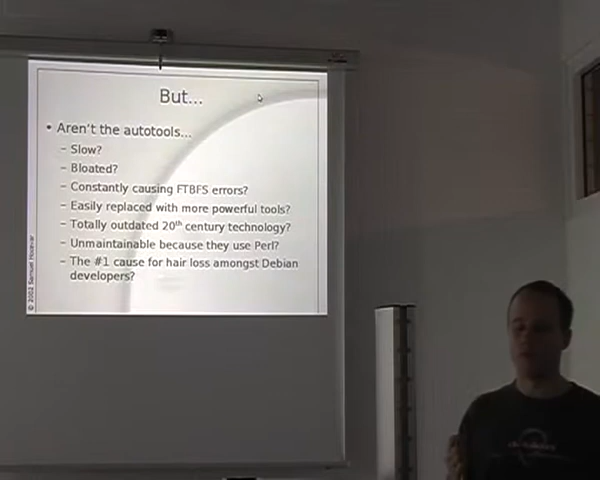 But...
• Aren't the autotools...
– Slow?
– Bloated?
– Constantly causing FTBFS errors?
– Easily replaced with more powerful tools?
– Totally outdated 20th century technology?
– Unmaintainable because they use Perl?
– The #1 cause for hair loss amongst Debian
developers?